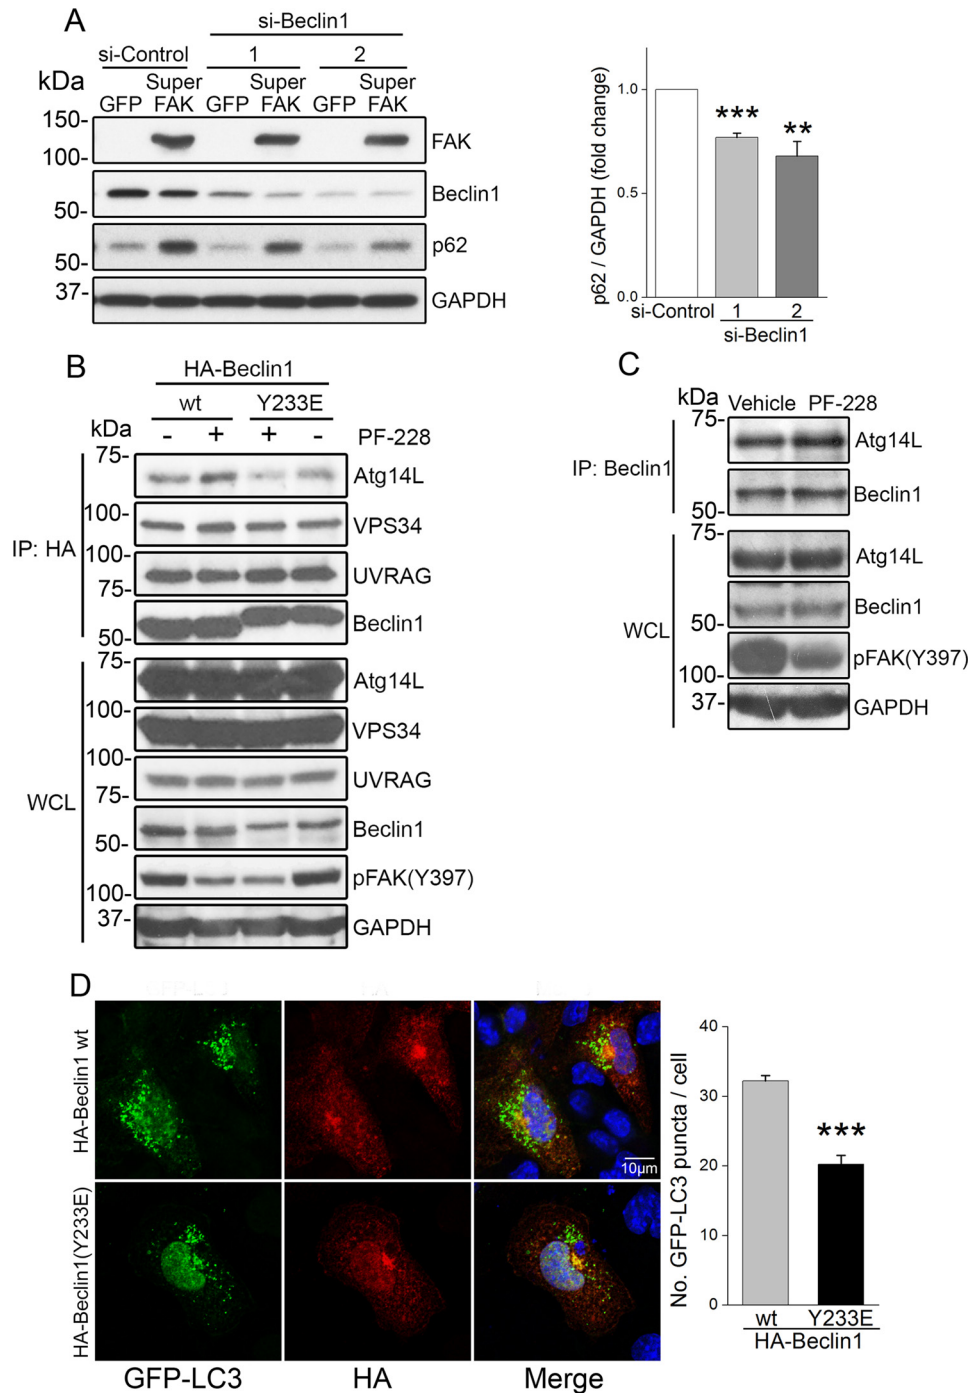 A
si-Beclin1
si-Control 1 2
kDa
GFP Super FAK GFP Super FAK GFP Super FAK
150-
100-
FAK
50-
Beclin1
50-
p62
37-
GAPDH
p62 / GAPDH (fold change)
1.0
0.5
0.0
*** **
si-Control 1 2
si-Beclin1
B
HA-Beclin1
wt Y233E
kDa
- + + - PF-228
IP: HA
75-
Atg14L
100-
VPS34
100-
75-
UVRAG
50-
Beclin1
WCL
75-
Atg14L
100-
VPS34
100-
75-
UVRAG
50-
Beclin1
100-
pFAK(Y397)
37-
GAPDH
C
kDa Vehicle PF-228
IP: Beclin1
75-
Atg14L
50-
Beclin1
WCL
75-
Atg14L
50-
Beclin1
100-
pFAK(Y397)
37-
GAPDH
D
HA-Beclin1 wt
10µm
HA-Beclin1(Y233E)
GFP-LC3 HA Merge
No. GFP-LC3 puncta / cell
40
30
20
10
0
***
wt Y233E
HA-Beclin1